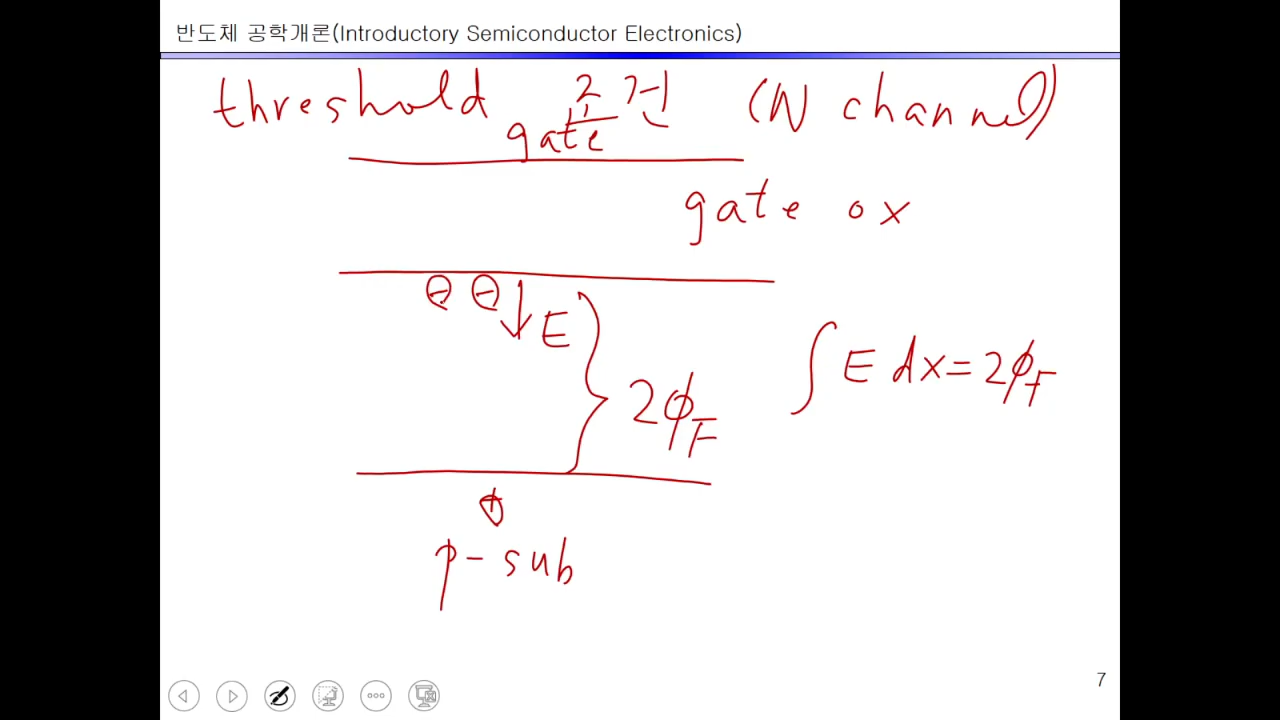 반도체 공학개론(Introductory Semiconductor Electronics)
threshold 조건 (N channel)
gate
gate ox
⊖ ⊖ ↓ E
∫ E dx = 2ϕF
2ϕF
⊕
p-sub
7